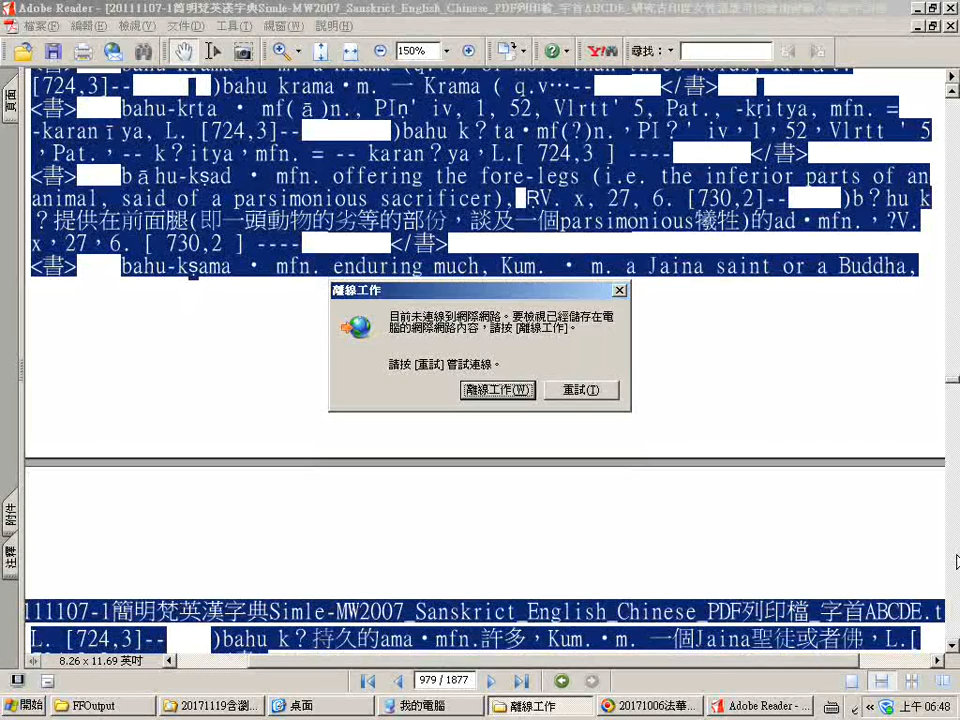 Adobe Reader - [20111107-1簡明梵英漢字典Simle-MW2007_Sanskrict_English_Chinese_PDF列印檔_字首ABCDE_
檔案(F) 編輯(E) 檢視(V) 文件(D) 工具(T) 視窗(W) 說明(H)
150% 尋找：
頁面
[724,3]-- )bahu krama‧m. 一 Krama ( q.v…-- </書>
<書> bahu-kṛta ‧ mf(ā)n., PIṇ' iv, 1, 52, Vlrtt' 5, Pat., -kṛitya, mfn. =
-karanīya, L. [724,3]-- )bahu k?ta‧mf(?)n.，PI?' iv，1，52，Vlrtt ' 5
，Pat.，-- k?itya，mfn. = -- karan?ya，L.[ 724,3 ] ---- </書>
<書> bāhu-kṣad ‧ mfn. offering the fore-legs (i.e. the inferior parts of an
animal, said of a parsimonious sacrificer), RV. x, 27, 6. [730,2]-- )b?hu k
?提供在前面腿(即一頭動物的劣等的部份，談及一個parsimonious犧牲)的ad‧mfn.，?V.
x，27，6. [ 730,2 ] ---- </書>
<書> bahu-kṣama ‧ mfn. enduring much, Kum. ‧ m. a Jaina saint or a Buddha,
離線工作
目前未連線到網際網路。要檢視已經儲存在電
腦的網際網路內容，請按 [離線工作]。
請按 [重試] 嘗試連線。
離線工作(W) 重試(T)
附件
注釋
111107-1簡明梵英漢字典Simle-MW2007_Sanskrict_English_Chinese_PDF列印檔_字首ABCDE.t
L. [724,3]-- )bahu k?持久的ama‧mfn.許多，Kum.‧m. 一個Jaina聖徒或者佛，L.[
8.26 x 11.69 英吋
979 / 1877
開始 FFOutput 20171119含瀏... 桌面 我的電腦 離線工作 20171006法華... Adobe Reader - ... 上午 06:48